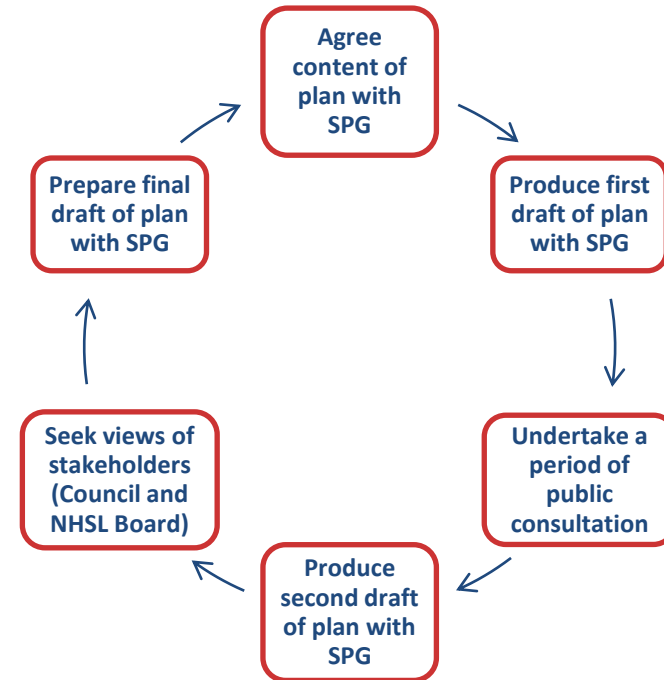 Agree
content of
plan with
SPG
Produce first
draft of plan
with SPG
Undertake a
period of
public
consultation
Produce
second draft
of plan with
SPG
Seek views of
stakeholders
(Council and
NHSL Board)
Prepare final
draft of plan
with SPG